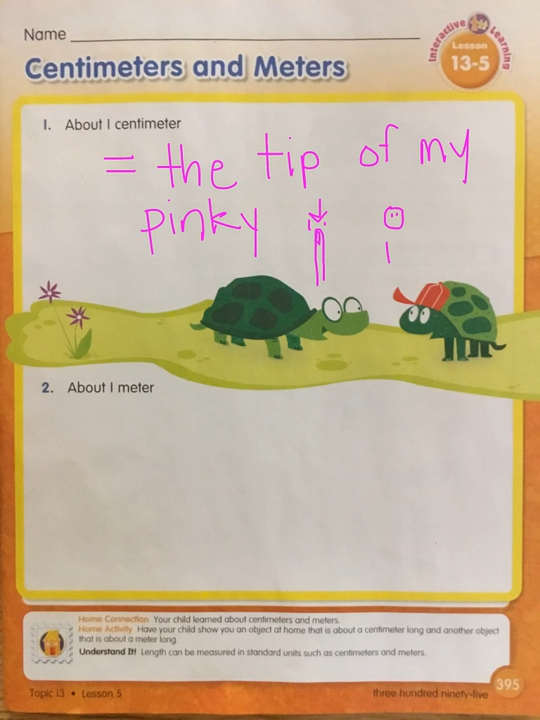 Name
Interactive Learning
Lesson
13-5
Centimeters and Meters
1. About 1 centimeter
= the tip of my
pinky
2. About 1 meter
Home Connection Your child learned about centimeters and meters.
Home Activity Have your child show you an object at home that is about a centimeter long and another object
that is about a meter long.
Understand It! Length can be measured in standard units such as centimeters and meters.
Topic 13 • Lesson 5
three hundred ninety-five
395